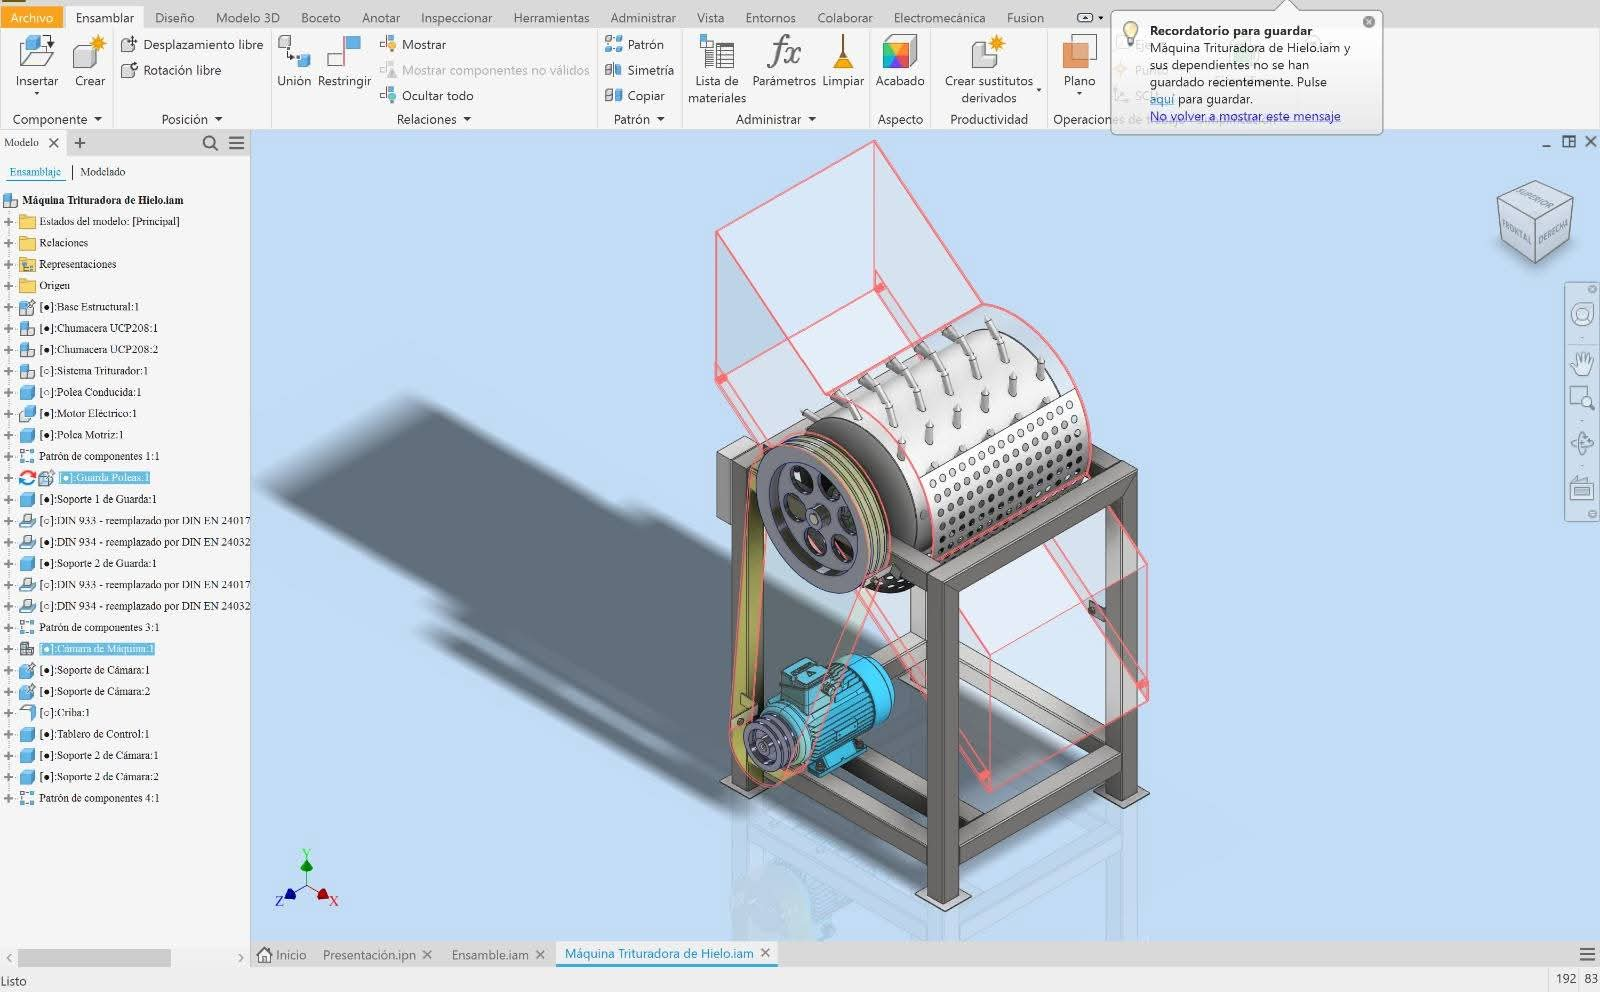 Archivo Ensamblar Diseño Modelo 3D Boceto Anotar Inspeccionar Herramientas Administrar Vista Entornos Colaborar Electromecánica Fusion
Insertar
Crear
Componente
Desplazamiento libre
Rotación libre
Posición
Unión
Restringir
Mostrar
Mostrar componentes no válidos
Ocultar todo
Relaciones
Patrón
Simetría
Copiar
Patrón
Lista de
materiales
fx
Parámetros
Limpiar
Administrar
Acabado
Aspecto
Crear sustitutos
derivados
Productividad
Plano
Recordatorio para guardar
Máquina Trituradora de Hielo.iam y
sus dependientes no se han
guardado recientemente. Pulse
aquí para guardar.
No volver a mostrar este mensaje
Modelo
Ensamblaje | Modelado
Máquina Trituradora de Hielo.iam
Estados del modelo: [Principal]
Relaciones
Representaciones
Origen
[●]:Base Estructural:1
[●]:Chumacera UCP208:1
[●]:Chumacera UCP208:2
[○]:Sistema Triturador:1
[○]:Polea Conducida:1
[●]:Motor Eléctrico:1
[●]:Polea Motriz:1
Patrón de componentes 1:1
[●]:Guarda Poleas:1
[●]:Soporte 1 de Guarda:1
[○]:DIN 933 - reemplazado por DIN EN 24017
[●]:DIN 934 - reemplazado por DIN EN 24032
[●]:Soporte 2 de Guarda:1
[○]:DIN 933 - reemplazado por DIN EN 24017
[○]:DIN 934 - reemplazado por DIN EN 24032
Patrón de componentes 3:1
[●]:Cámara de Máquina:1
[●]:Soporte de Cámara:1
[●]:Soporte de Cámara:2
[○]:Criba:1
[●]:Tablero de Control:1
[●]:Soporte 2 de Cámara:1
[●]:Soporte 2 de Cámara:2
Patrón de componentes 4:1
SUPERIOR
FRONTAL
DERECHA
Y
Z
X
Inicio
Presentación.ipn
Ensamble.iam
Máquina Trituradora de Hielo.iam
Listo
192 83